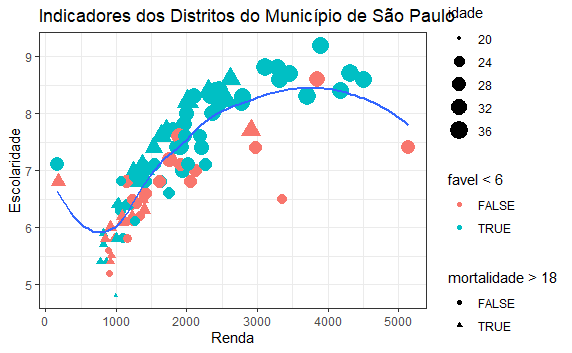 Indicadores dos Distritos do Município de São Paulo
idade
20
24
28
32
36
favel < 6
FALSE
TRUE
mortalidade > 18
FALSE
TRUE
Escolaridade
9
8
7
6
5
0 1000 2000 3000 4000 5000
Renda